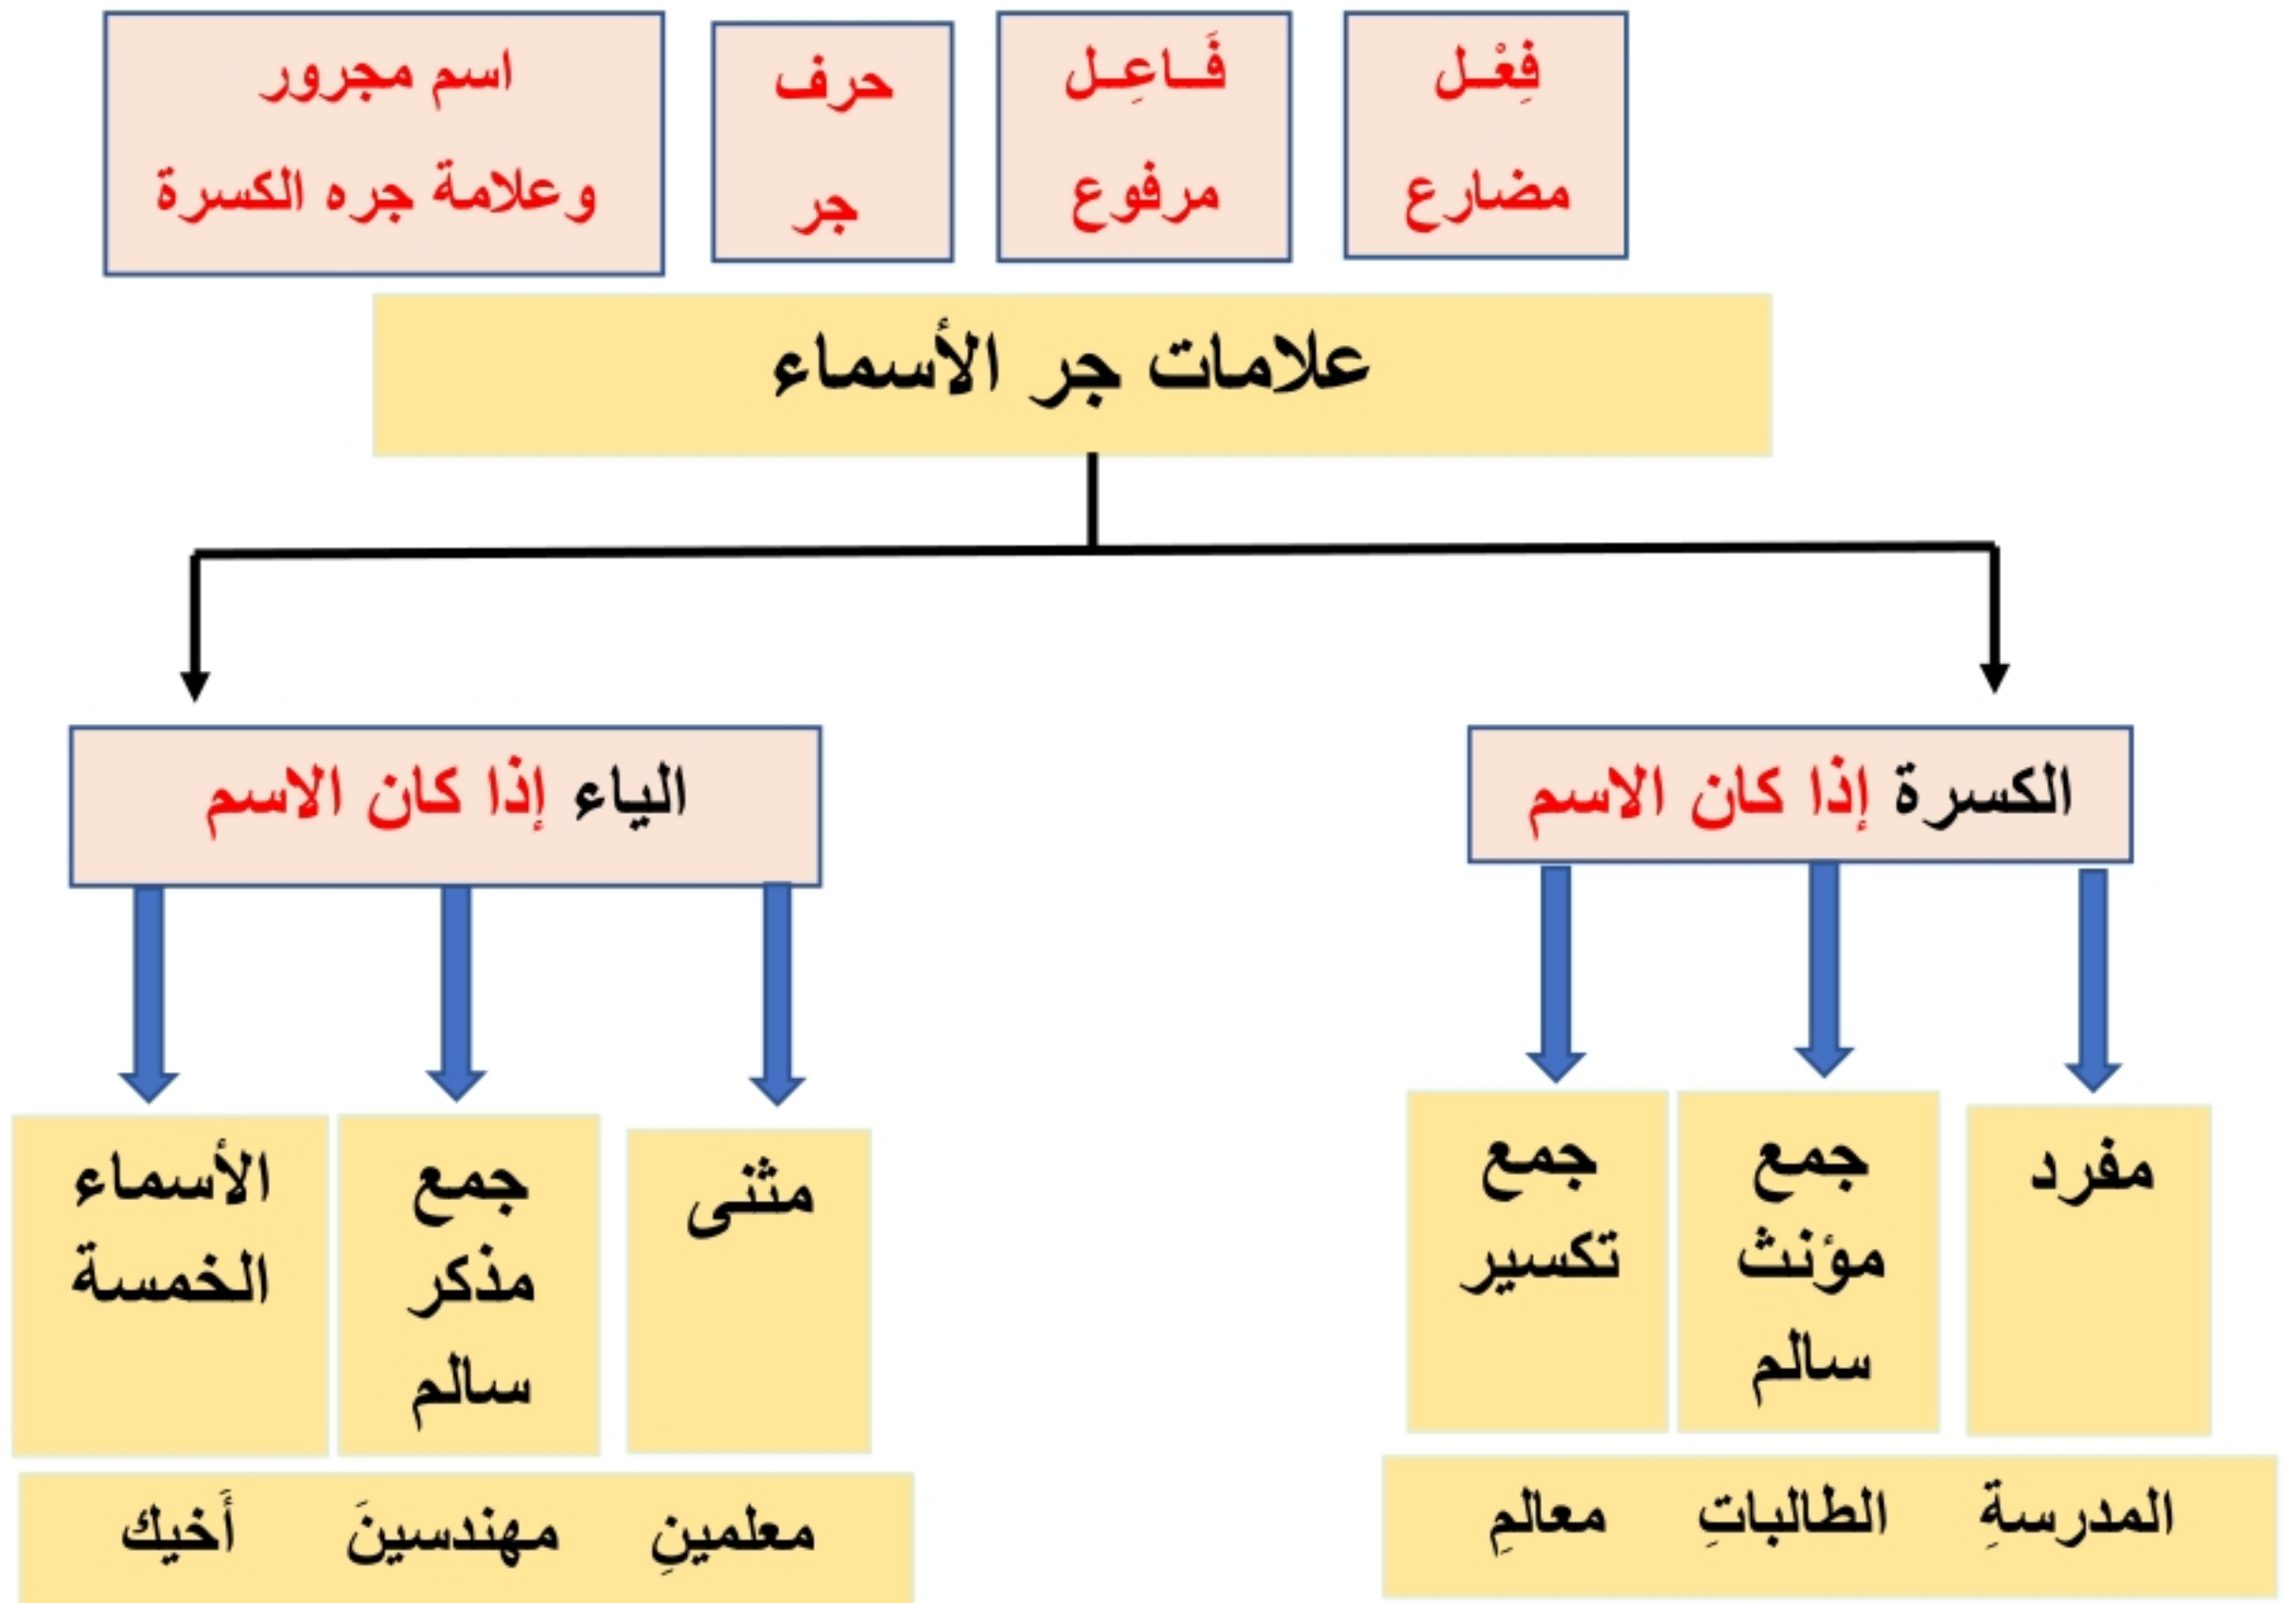 فِعْـل
مضارع
فَـاعِـل
مرفوع
حرف
جر
اسم مجرور
وعلامة جره الكسرة
علامات جر الأسماء
الكسرة إذا كان الاسم
الياء إذا كان الاسم
مفرد
جمع
مؤنث
سالم
جمع
تكسير
مثنى
جمع
مذكر
سالم
الأسماء
الخمسة
المدرسةِ الطالباتِ معالمِ
معلمينِ مهندسينَ أَخيك